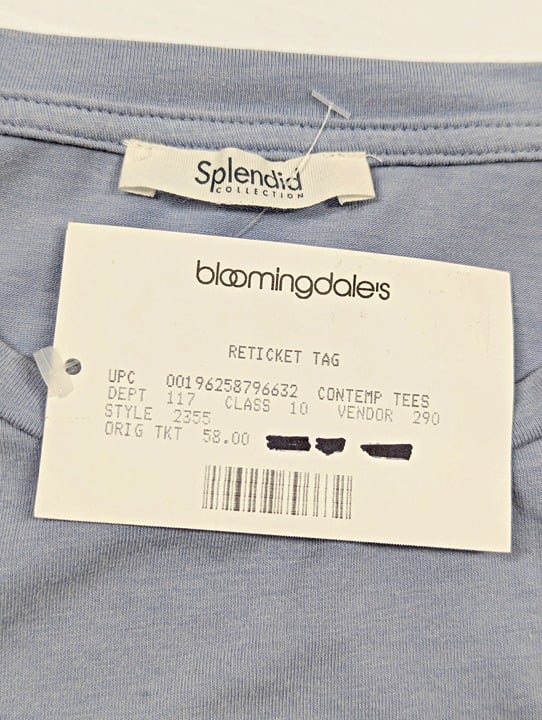 Splendid
COLLECTION
bloomingdale's
RETICKET TAG
UPC 00196258796632 CONTEMP TEES
DEPT 117 CLASS 10 VENDOR 290
STYLE 2355
ORIG TKT 58.00